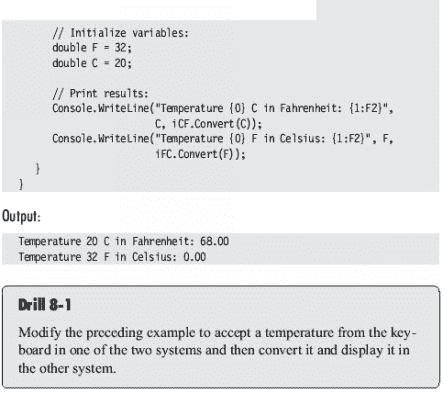 // Initialize variables:
double F = 32;
double C = 20;
// Print results:
Console.WriteLine("Temperature {0} C in Fahrenheit: {1:F2}",
C, iCF.Convert(C));
Console.WriteLine("Temperature {0} F in Celsius: {1:F2}", F,
iFC.Convert(F));
}
}
Output:
Temperature 20 C in Fahrenheit: 68.00
Temperature 32 F in Celsius: 0.00
Drill 8-1
Modify the preceding example to accept a temperature from the key-
board in one of the two systems and then convert it and display it in
the other system.